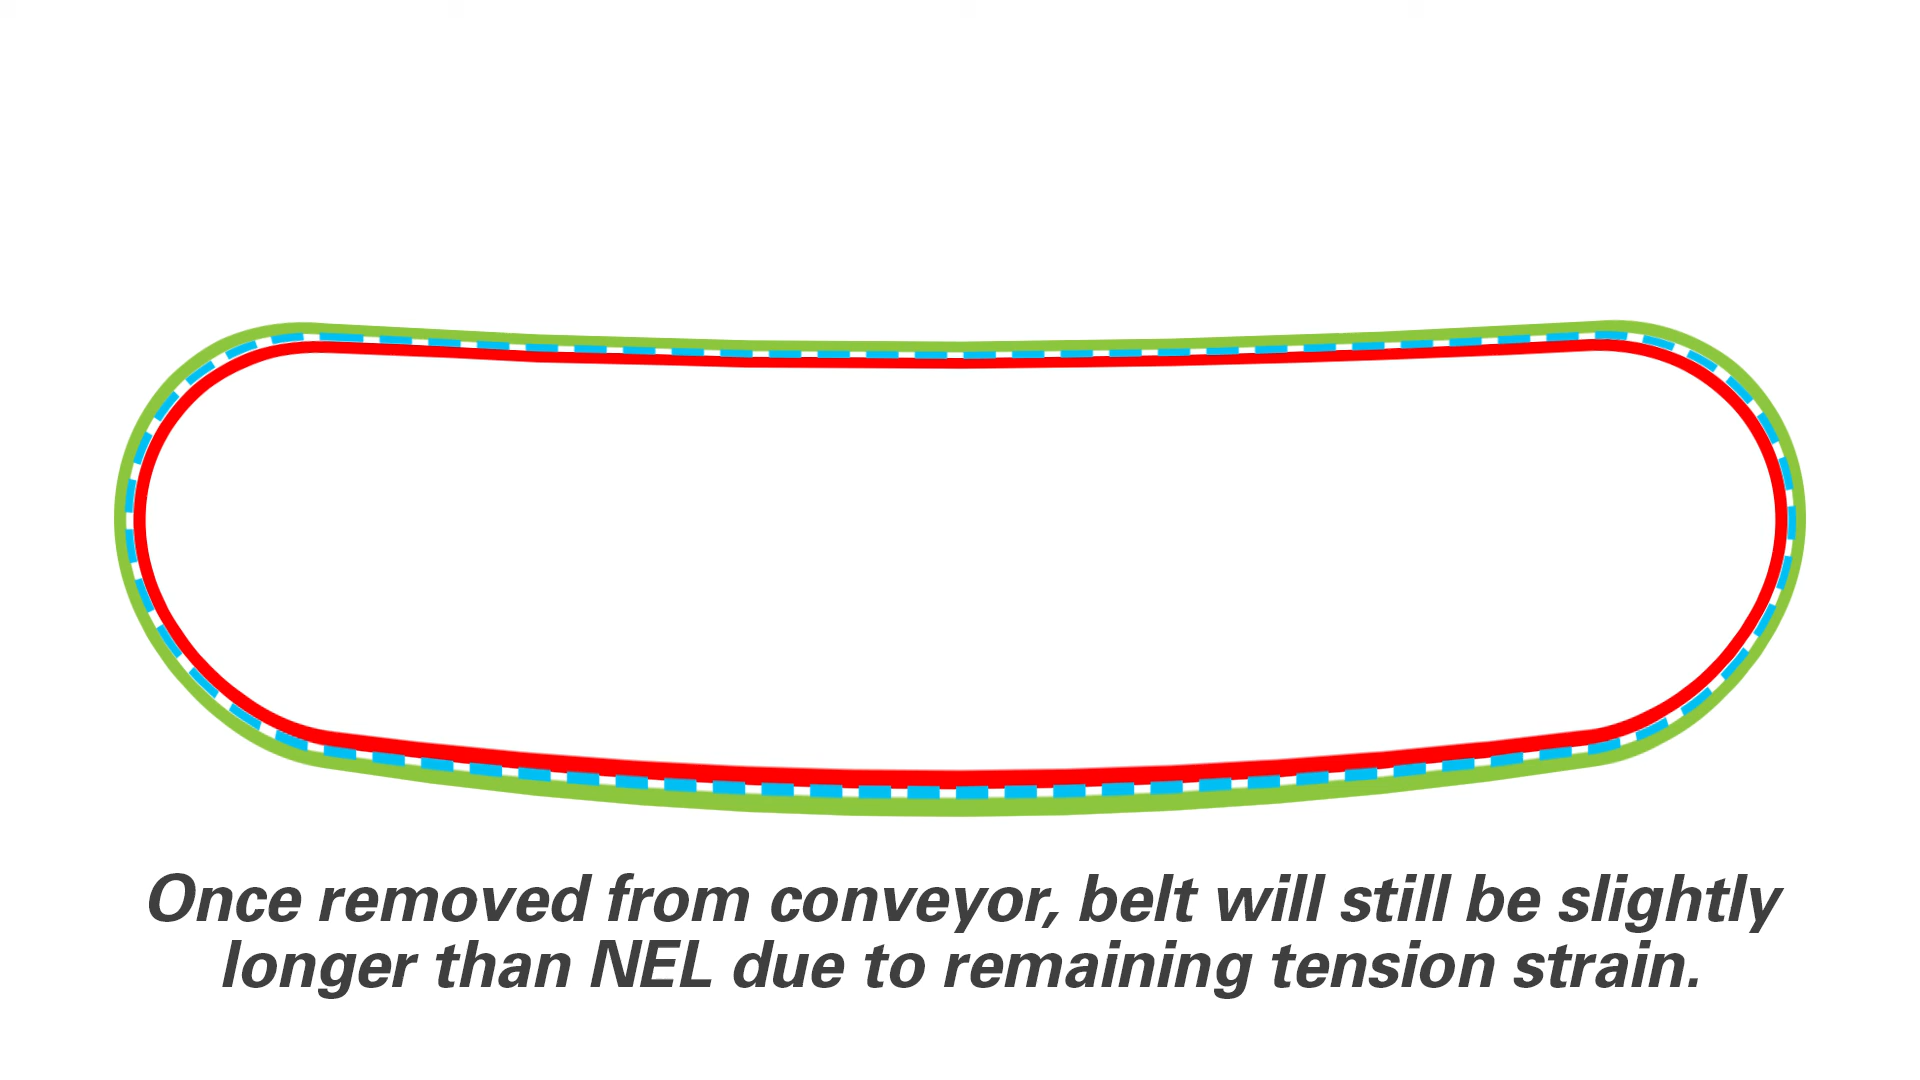 Once removed from conveyor, belt will still be slightly
longer than NEL due to remaining tension strain.